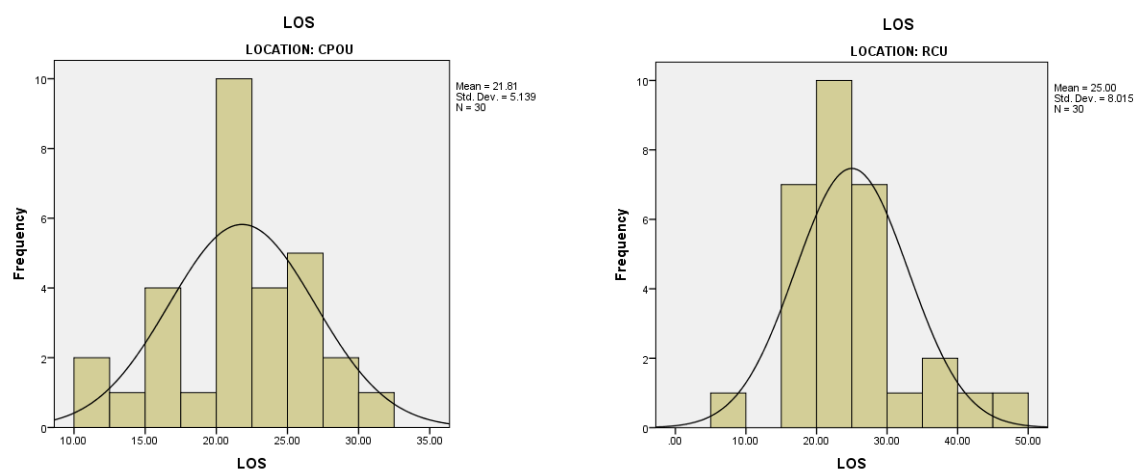 LOS
LOCATION: CPOU
Mean = 21.81
Std. Dev. = 5.139
N = 30
Frequency
10
8
6
4
2
0
10.00 15.00 20.00 25.00 30.00 35.00
LOS
LOS
LOCATION: RCU
Mean = 25.00
Std. Dev. = 8.015
N = 30
Frequency
10
8
6
4
2
0
.00 10.00 20.00 30.00 40.00 50.00
LOS